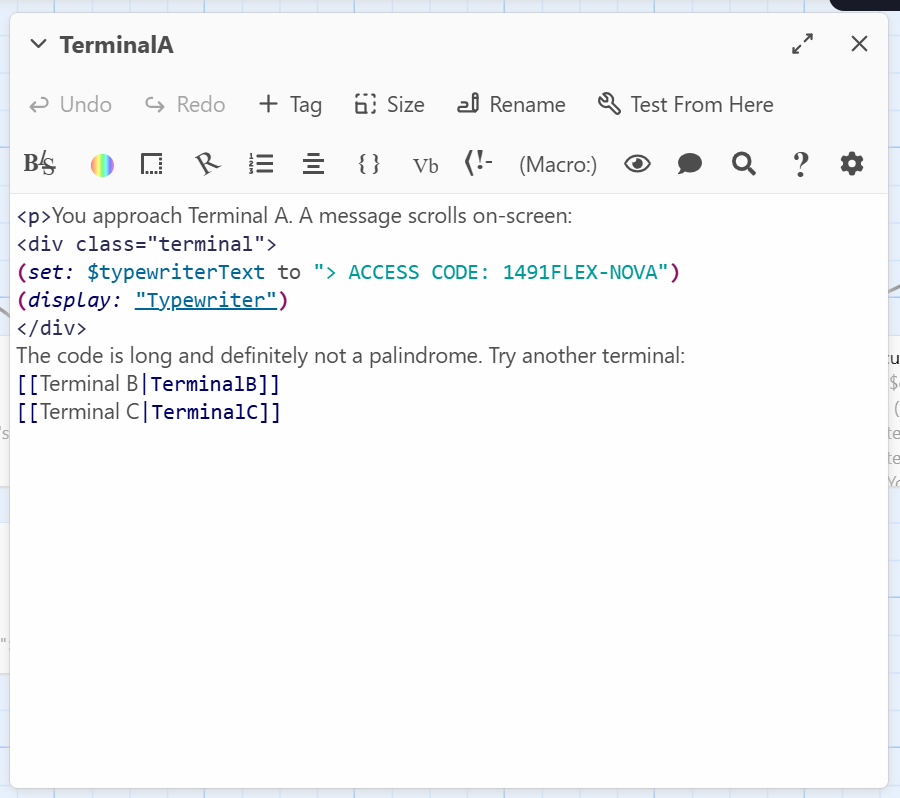 TerminalA
Undo Redo + Tag Size Rename Test From Here
B/S R { } Vb (!- (Macro:) ?
<p>You approach Terminal A. A message scrolls on-screen:
<div class="terminal">
(set: $typewriterText to "> ACCESS CODE: 1491FLEX-NOVA")
(display: "Typewriter")
</div>
The code is long and definitely not a palindrome. Try another terminal:
[[Terminal B|TerminalB]]
[[Terminal C|TerminalC]]